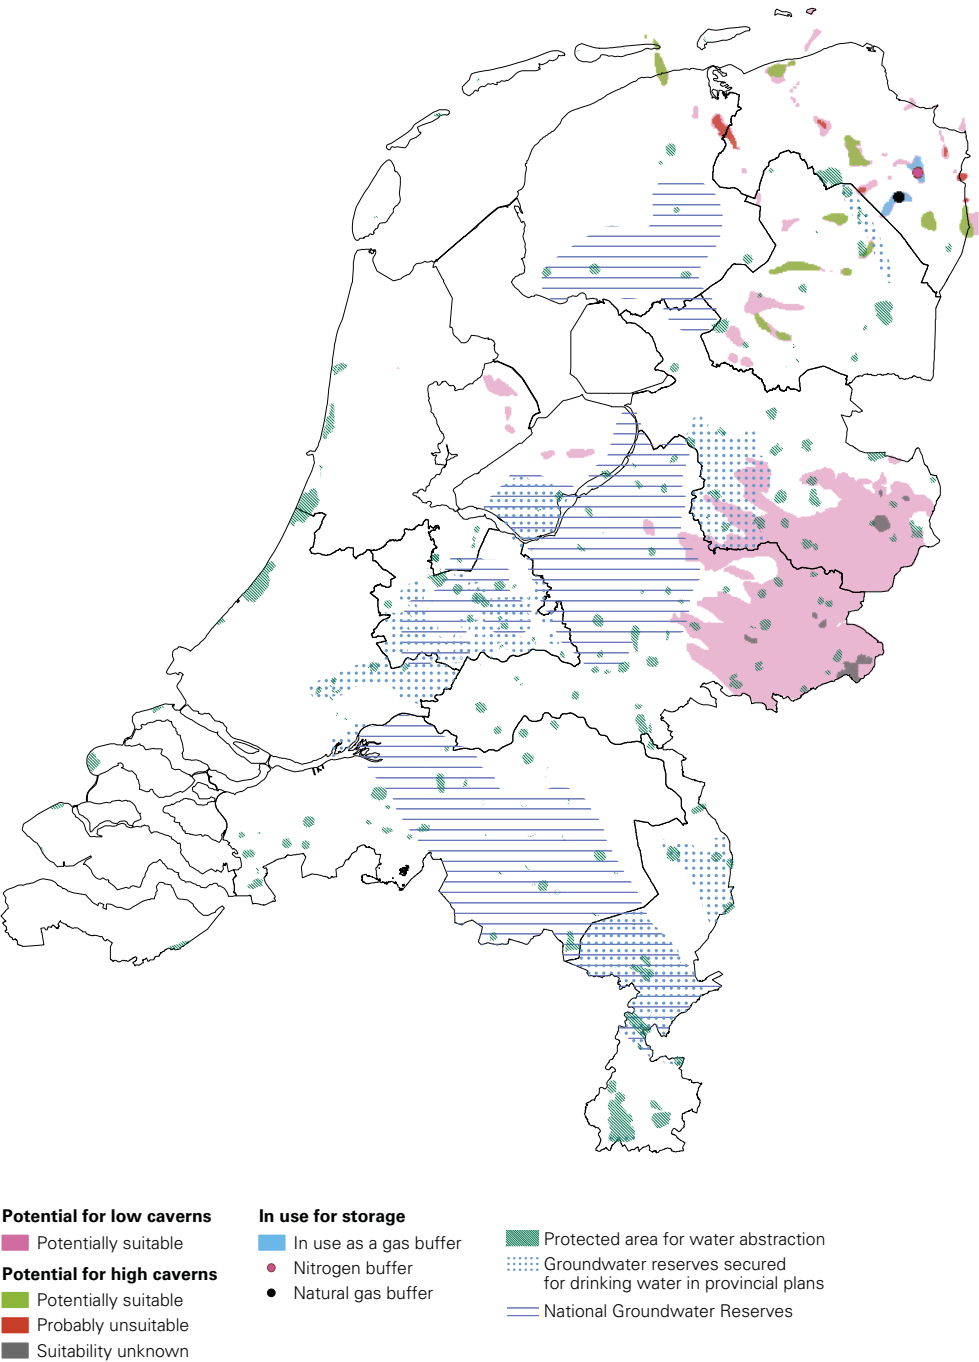 Potential for low caverns
Potentially suitable
Potential for high caverns
Potentially suitable
Probably unsuitable
Suitability unknown
In use for storage
In use as a gas buffer
Nitrogen buffer
Natural gas buffer
Protected area for water abstraction
Groundwater reserves secured
for drinking water in provincial plans
National Groundwater Reserves